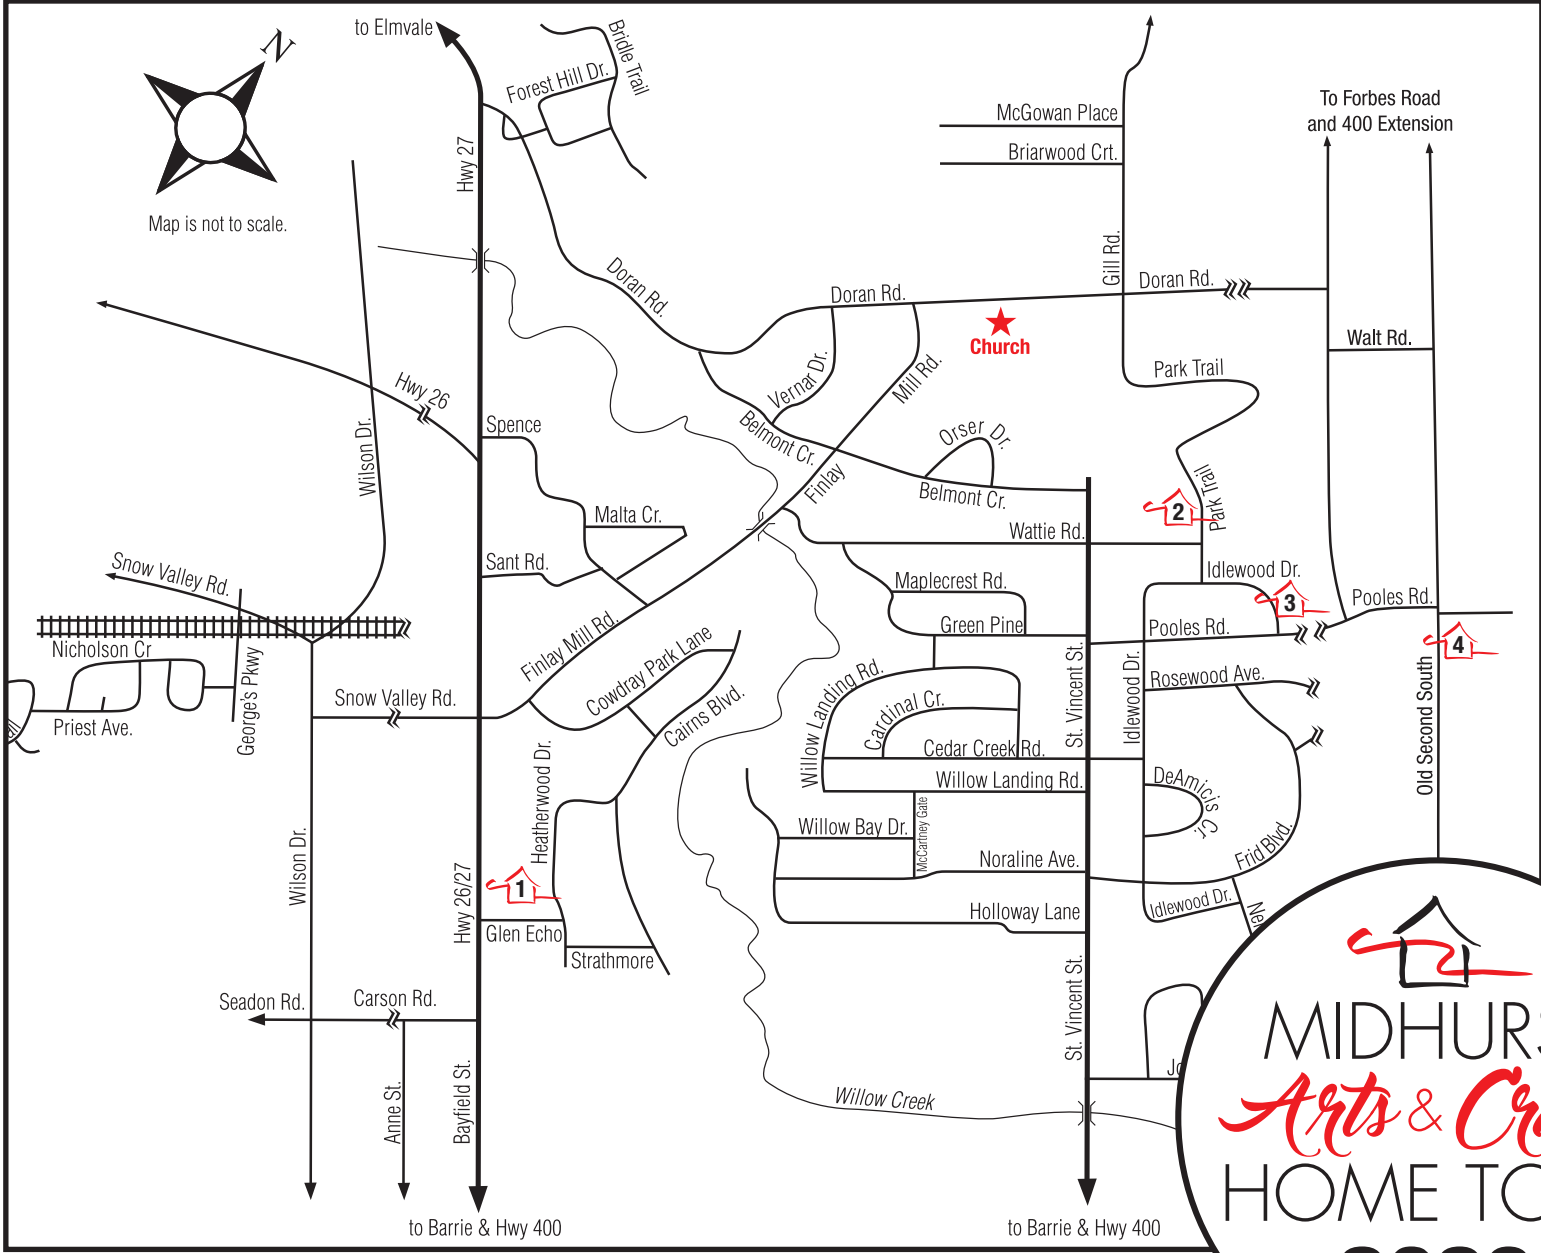 to Elmvale
N
Bridle Trail
Forest Hill Dr.
To Forbes Road
and 400 Extension
McGowan Place
Briarwood Crt.
Hwy 27
Map is not to scale.
Gill Rd.
Doran Rd.
Doran Rd.
Doran Rd.
Church
Walt Rd.
Vernar Dr.
Mill Rd.
Park Trail
Hwy 26
Wilson Dr.
Spence
Belmont Cr.
Orser Dr.
Finlay
Belmont Cr.
Park Trail
2
Malta Cr.
Wattie Rd.
Sant Rd.
Snow Valley Rd.
Maplecrest Rd.
Idlewood Dr.
3
Pooles Rd.
Green Pine
Pooles Rd.
4
Nicholson Cr
Finlay Mill Rd.
Cowdray Park Lane
George's Pkwy
Snow Valley Rd.
Cairns Blvd.
Willow Landing Rd.
Cardinal Cr.
St. Vincent St.
Idlewood Dr.
Rosewood Ave.
Old Second South
Priest Ave.
Cedar Creek Rd.
Willow Landing Rd.
DeAmicis Cr.
Heatherwood Dr.
Willow Bay Dr.
McCartney Gate
Noraline Ave.
Frid Blvd.
Wilson Dr.
Hwy 26/27
1
Glen Echo
Strathmore
Holloway Lane
Idlewood Dr.
Seadon Rd.
Carson Rd.
St. Vincent St.
Anne St.
Bayfield St.
Willow Creek
to Barrie & Hwy 400
to Barrie & Hwy 400
MIDHURS
Arts & Cr
HOME TO